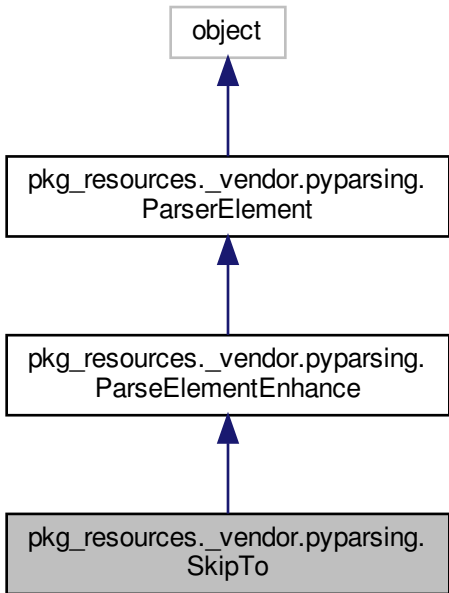 object
pkg_resources._vendor.pyparsing.
ParserElement
pkg_resources._vendor.pyparsing.
ParseElementEnhance
pkg_resources._vendor.pyparsing.
SkipTo